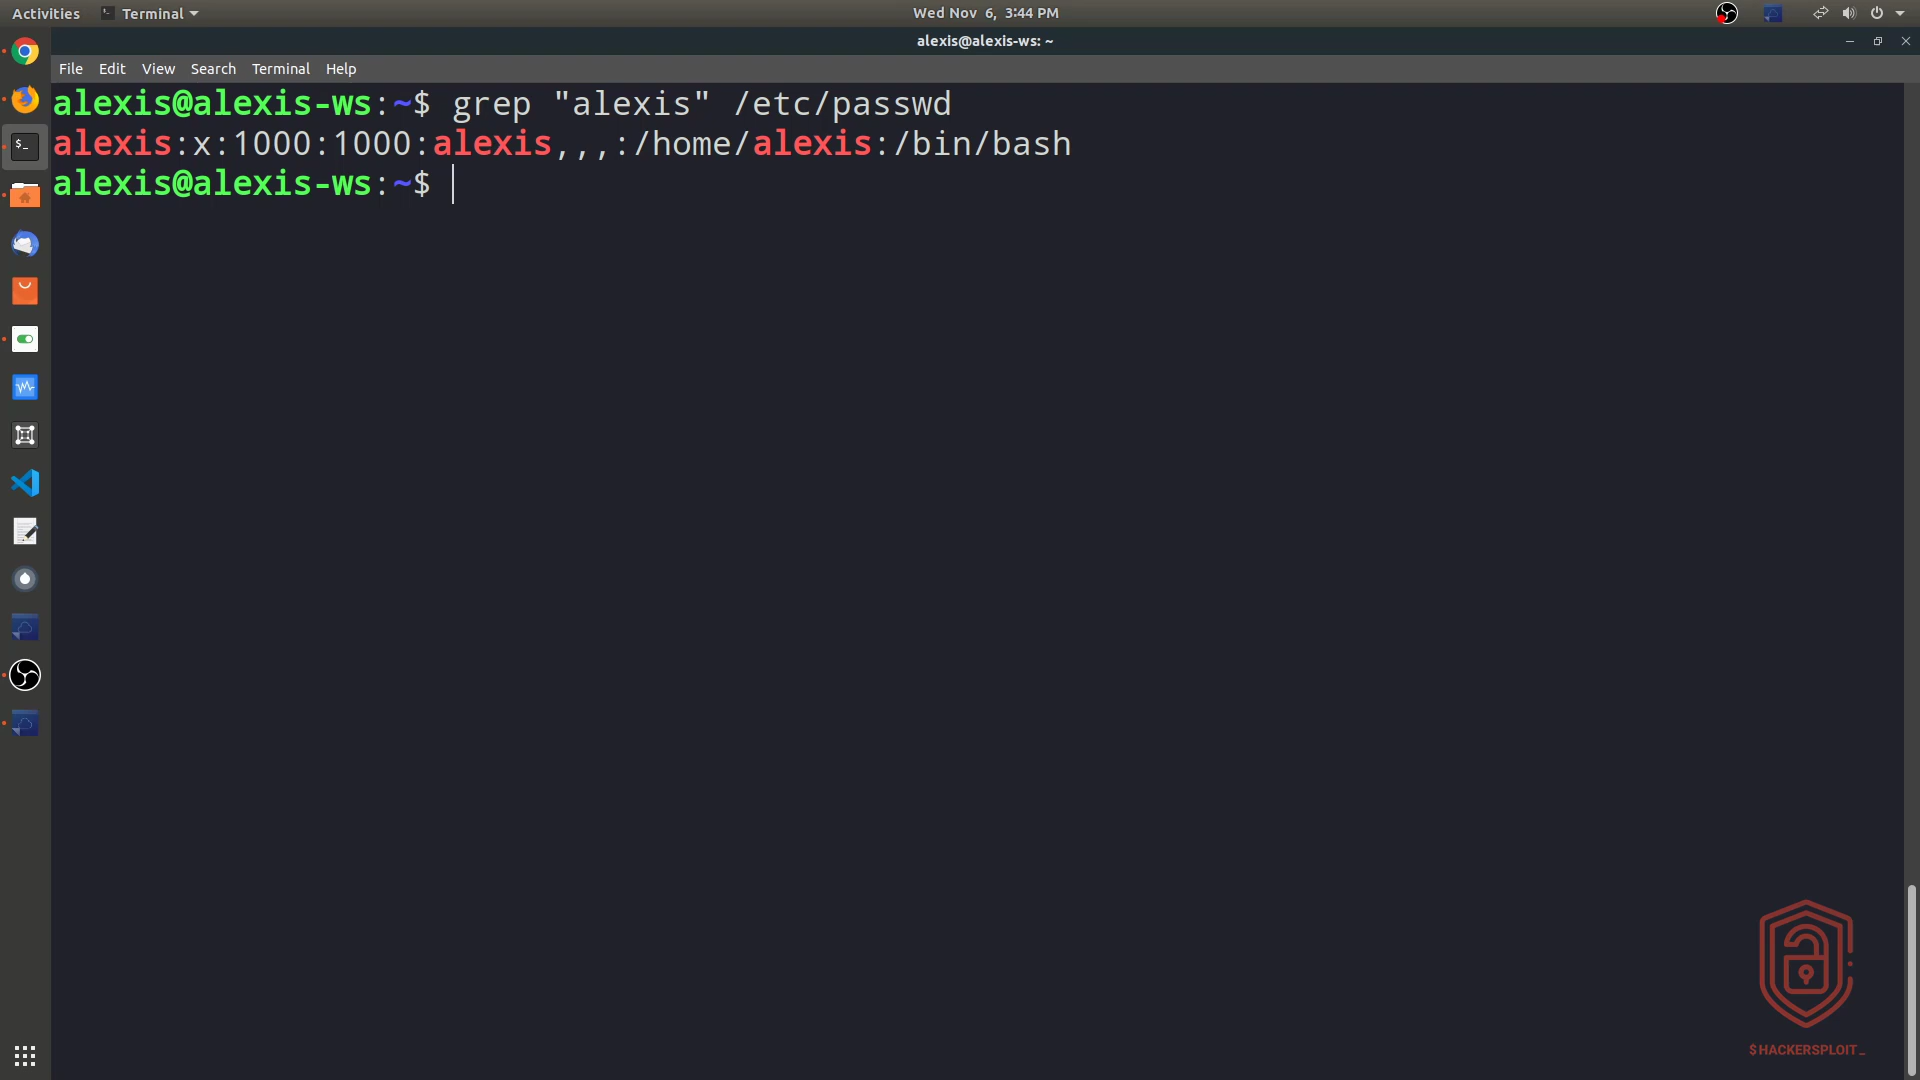 Activities Terminal Wed Nov 6, 3:44 PM
alexis@alexis-ws: ~
File Edit View Search Terminal Help
alexis@alexis-ws:~$ grep "alexis" /etc/passwd
alexis:x:1000:1000:alexis,,,:/home/alexis:/bin/bash
alexis@alexis-ws:~$
$HACKERSPLOIT_